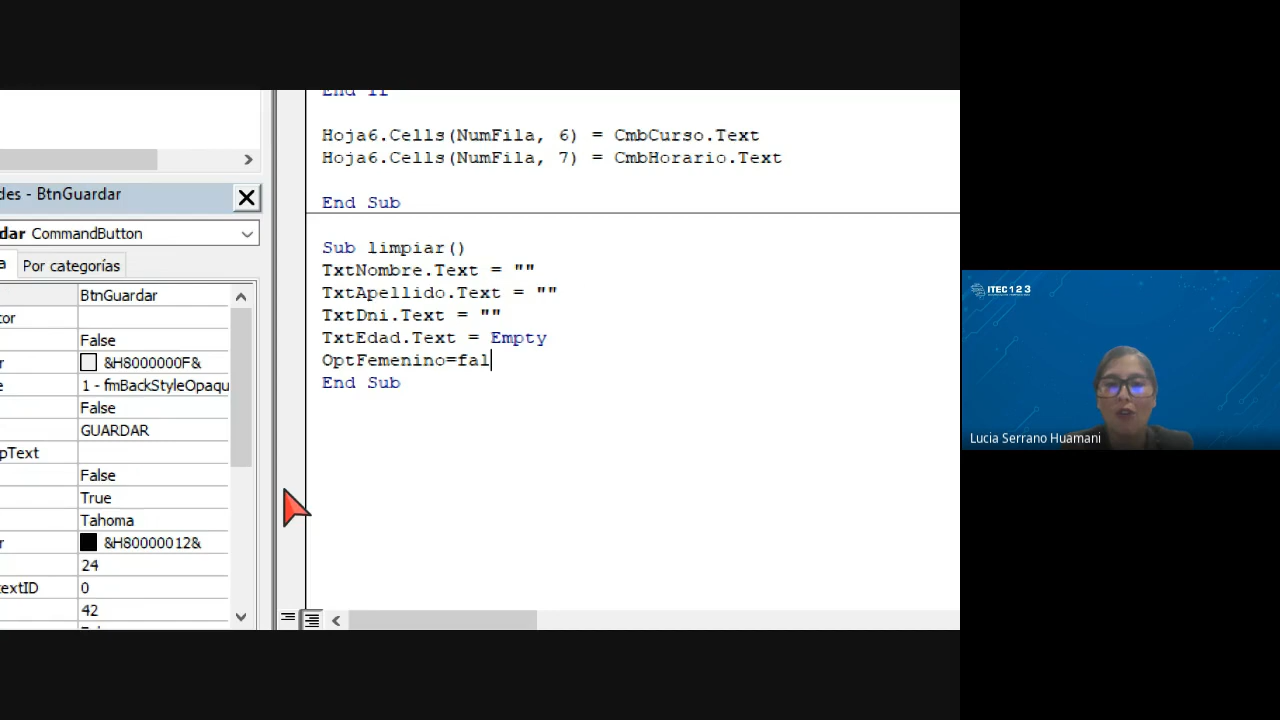 End If
Hoja6.Cells(NumFila, 6) = CmbCurso.Text
Hoja6.Cells(NumFila, 7) = CmbHorario.Text
End Sub
Sub limpiar()
TxtNombre.Text = ""
TxtApellido.Text = ""
TxtDni.Text = ""
TxtEdad.Text = Empty
OptFemenino=fal
End Sub
des - BtnGuardar
dar CommandButton
a Por categorías
BtnGuardar
tor
False
r &H8000000F&
e 1 - fmBackStyleOpaqu
False
GUARDAR
pText
False
True
Tahoma
r &H80000012&
24
textID 0
42
ITEC 1 2 3
Lucia Serrano Huamani